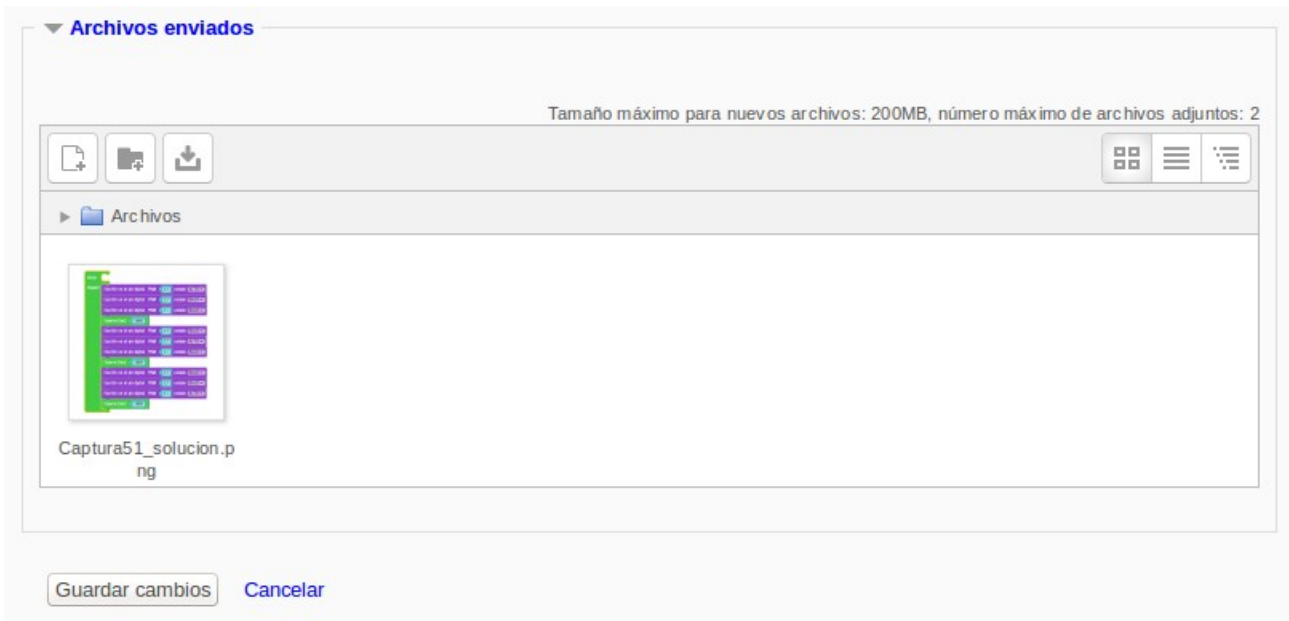 Archivos enviados
Tamaño máximo para nuevos archivos: 200MB, número máximo de archivos adjuntos: 2
Archivos
Captura51_solucion.p
ng
Guardar cambios Cancelar